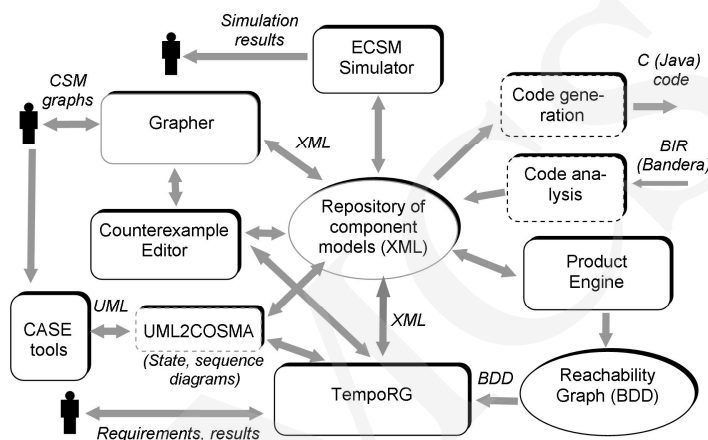 Simulation
results
ECSM
Simulator
C (Java)
code
CSM
graphs
Grapher
XML
Code gene-
ration
BIR
(Bandera)
Code ana-
lysis
Repository of
component
models (XML)
Counterexample
Editor
Product
Engine
CASE
tools
UML
UML2COSMA
(State, sequence
diagrams)
XML
TempoRG
BDD
Reachability
Graph (BDD)
Requirements, results